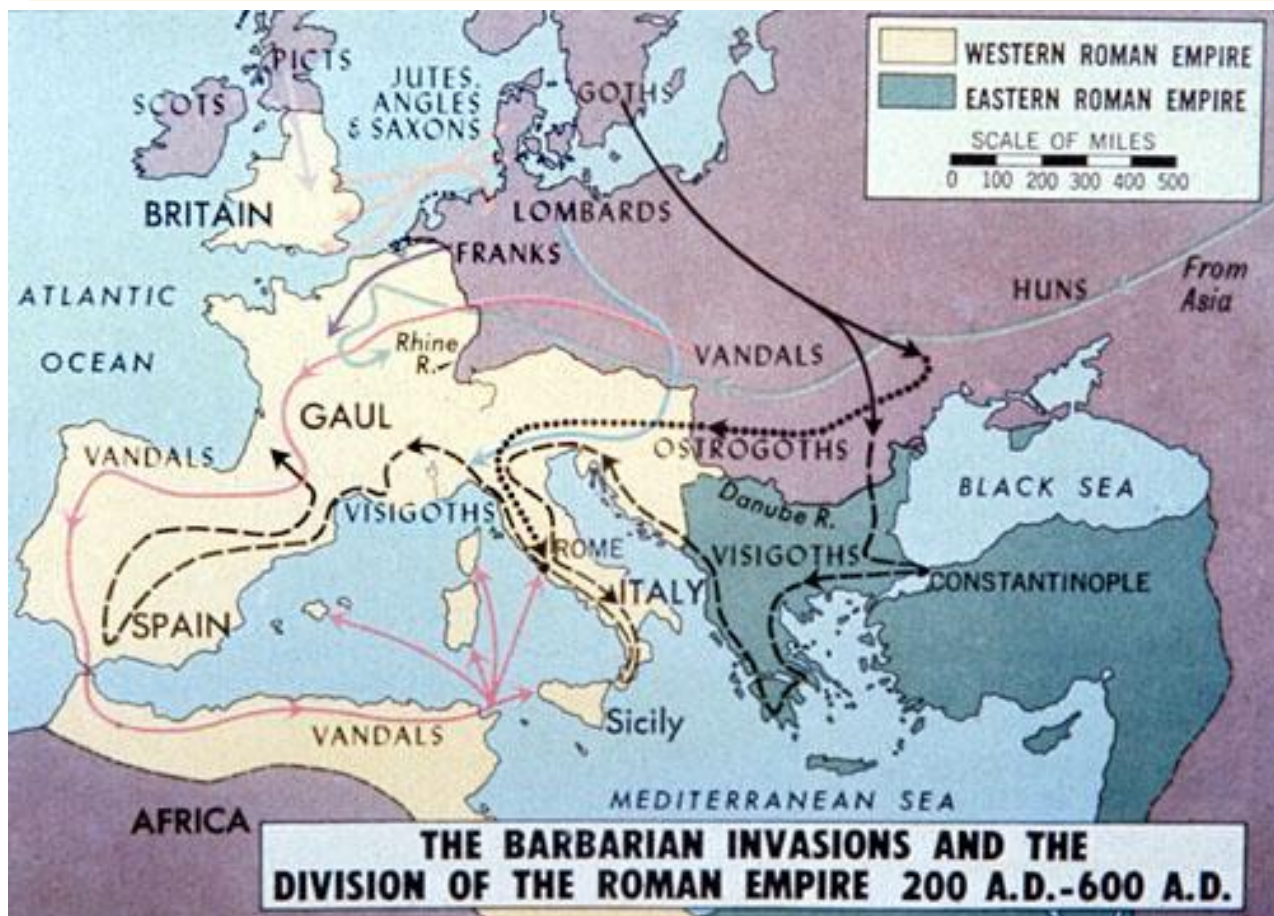 WESTERN ROMAN EMPIRE
EASTERN ROMAN EMPIRE
SCALE OF MILES
0 100 200 300 400 500
PICTS
SCOTS
JUTES,
ANGLES
& SAXONS
GOTHS
BRITAIN
LOMBARDS
FRANKS
HUNS
From
Asia
ATLANTIC
OCEAN
Rhine
R.
VANDALS
GAUL
VANDALS
OSTROGOTHS
BLACK SEA
Danube R.
VISIGOTHS
ROME
VISIGOTHS
CONSTANTINOPLE
ITALY
SPAIN
Sicily
VANDALS
MEDITERRANEAN SEA
AFRICA
THE BARBARIAN INVASIONS AND THE
DIVISION OF THE ROMAN EMPIRE 200 A.D.-600 A.D.